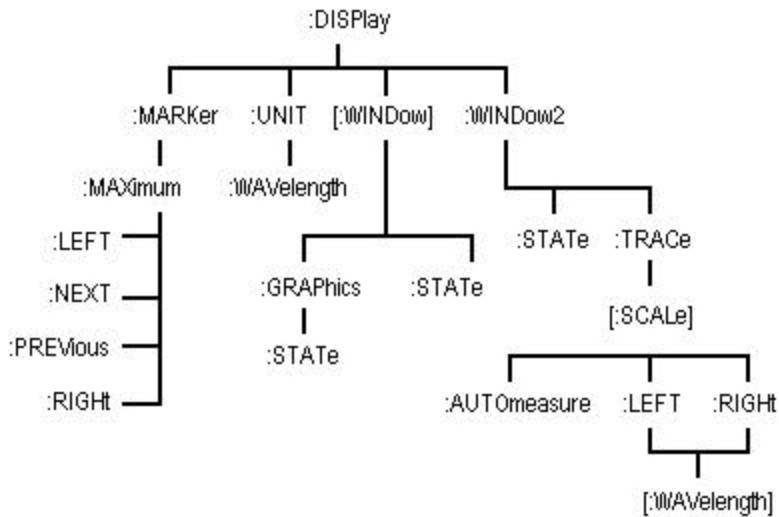 :DISPlay
:MARKer :UNIT [:WINDow] :WINDow2
:MAXimum :WAVelength
:LEFT :STATe :TRACe
:GRAPhics :STATe
:NEXT [:SCALe]
:PREVious :STATe
:RIGHt :AUTOmeasure :LEFT :RIGHt
[:WAVelength]